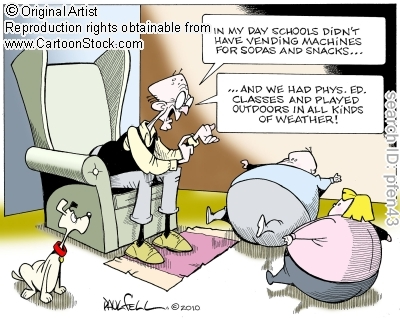 © Original Artist
Reproduction rights obtainable from
www.CartoonStock.com
IN MY DAY SCHOOLS DIDN'T
HAVE VENDING MACHINES
FOR SODAS AND SNACKS...
...AND WE HAD PHYS. ED.
CLASSES AND PLAYED
OUTDOORS IN ALL KINDS
OF WEATHER!
search ID: pfen43
PAUL FELL © 2010